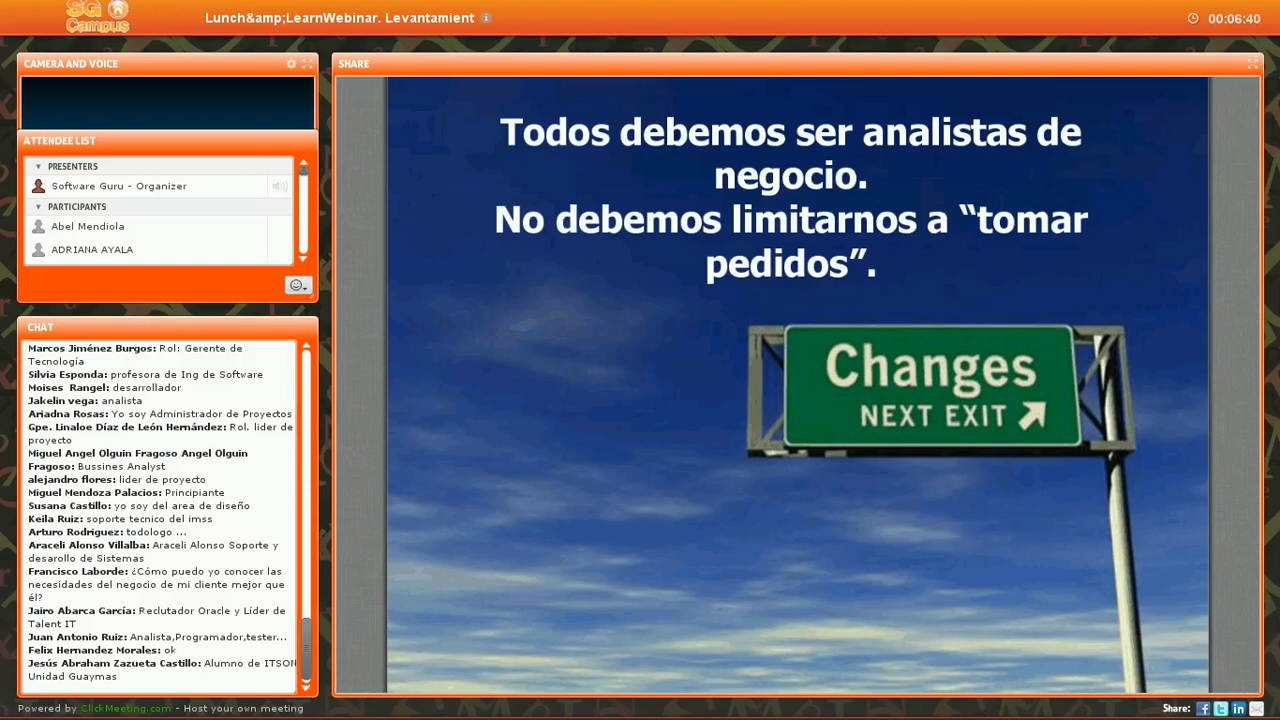 SG
Campus
Lunch&amp;LearnWebinar. Levantamient
00:06:40
CAMERA AND VOICE
ATTENDEE LIST
PRESENTERS
Software Guru - Organizer
PARTICIPANTS
Abel Mendiola
ADRIANA AYALA
CHAT
Marcos Jiménez Burgos: Rol: Gerente de
Tecnología
Silvia Esponda: profesora de Ing de Software
Moises Rangel: desarrollador
Jakelin vega: analista
Ariadna Rosas: Yo soy Administrador de Proyectos
Gpe. Linaloe Díaz de León Hernández: Rol. lider de
proyecto
Miguel Angel Olguin Fragoso Angel Olguin
Fragoso: Bussines Analyst
alejandro flores: lider de proyecto
Miguel Mendoza Palacios: Principiante
Susana Castillo: yo soy del area de diseño
Keila Ruiz: soporte tecnico del imss
Arturo Rodriguez: todologo ...
Araceli Alonso Villalba: Araceli Alonso Soporte y
desarollo de Sistemas
Francisco Laborde: ¿Cómo puedo yo conocer las
necesidades del negocio de mi cliente mejor que
él?
Jairo Abarca García: Reclutador Oracle y Líder de
Talent IT
Juan Antonio Ruiz: Analista,Programador,tester...
Felix Hernandez Morales: ok
Jesús Abraham Zazueta Castillo: Alumno de ITSON
Unidad Guaymas
SHARE
Todos debemos ser analistas de
negocio.
No debemos limitarnos a “tomar
pedidos”.
Changes
NEXT EXIT
Powered by ClickMeeting.com - Host your own meeting
Share: